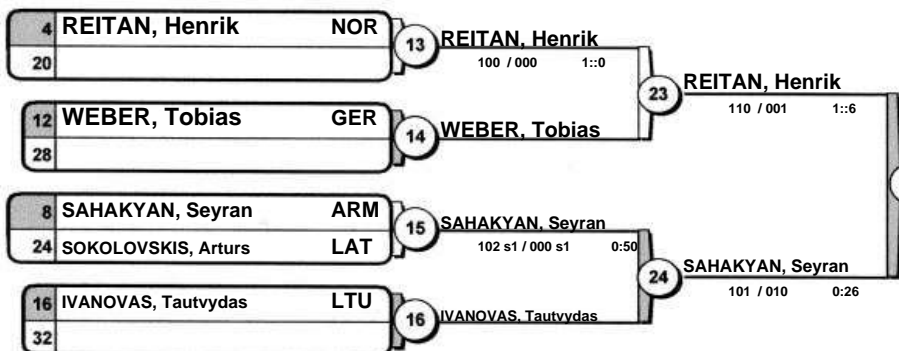 4 REITAN, Henrik NOR
20
13
REITAN, Henrik
100 / 000 1::0
12 WEBER, Tobias GER
28
14
WEBER, Tobias
23
REITAN, Henrik
110 / 001 1::6
8 SAHAKYAN, Seyran ARM
24 SOKOLOVSKIS, Arturs LAT
15
SAHAKYAN, Seyran
102 s1 / 000 s1 0:50
16 IVANOVAS, Tautvydas LTU
32
16
IVANOVAS, Tautvydas
24
SAHAKYAN, Seyran
101 / 010 0:26